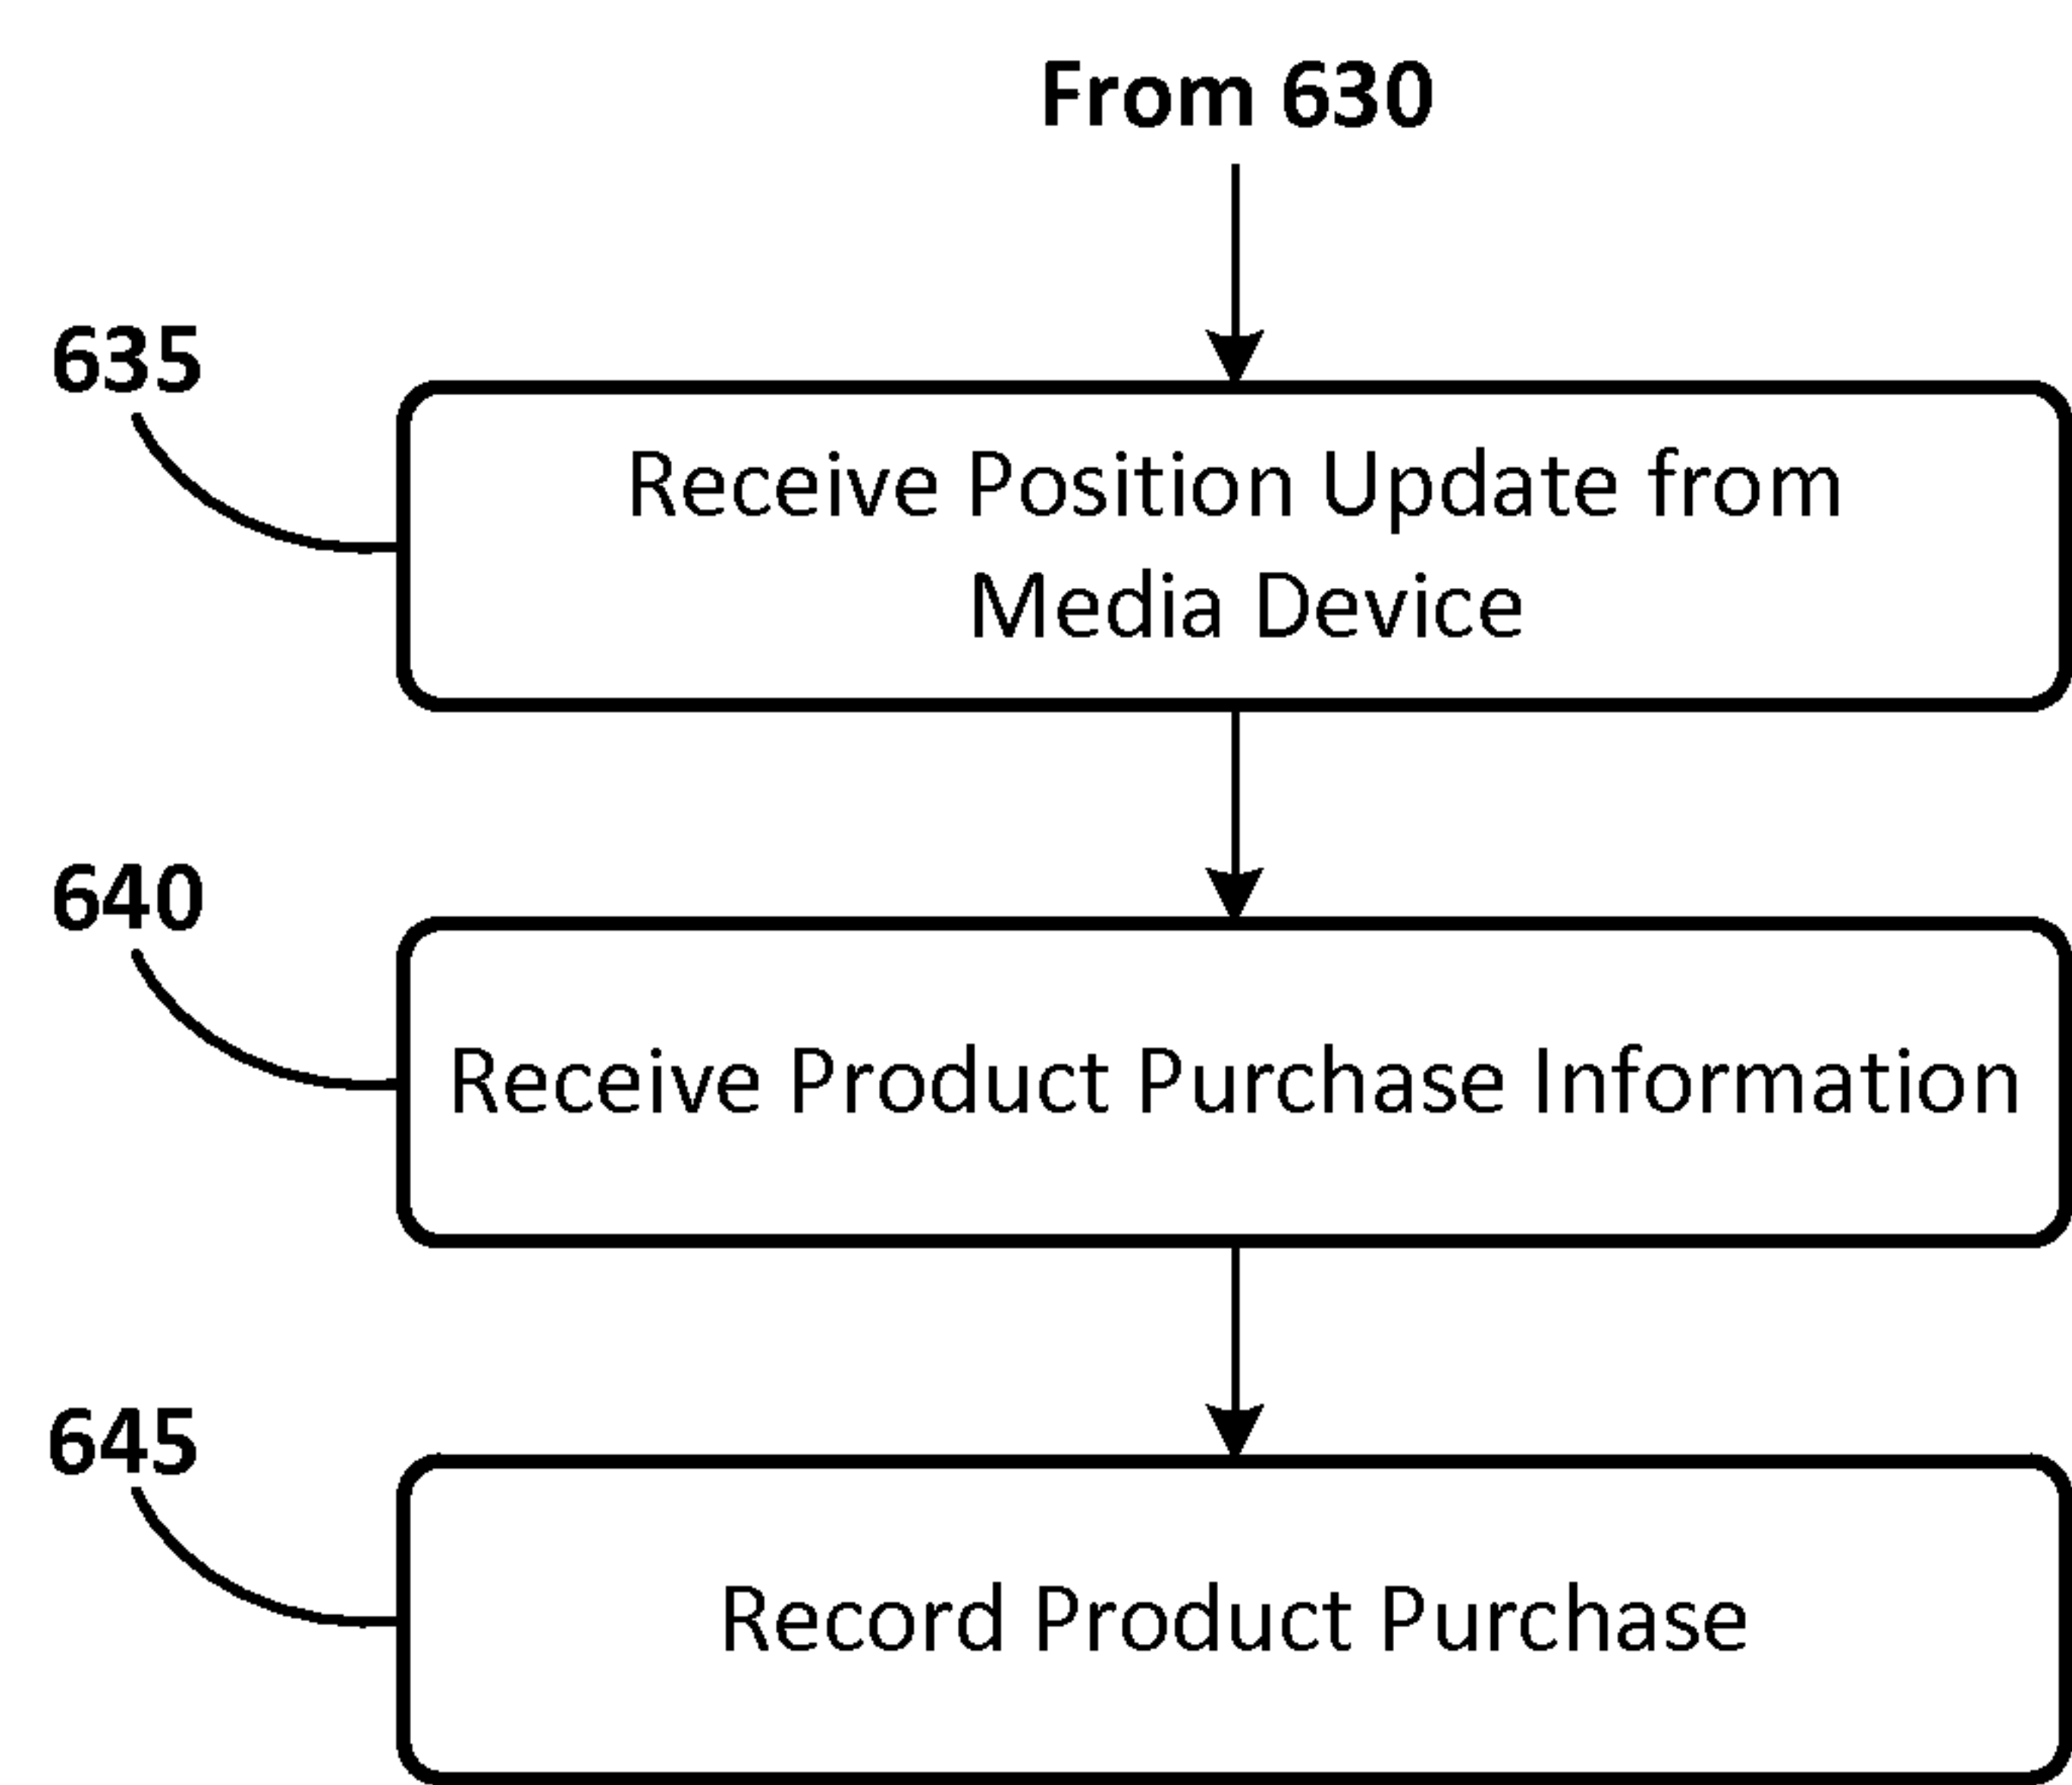 From 630
635
Receive Position Update from
Media Device
640
Receive Product Purchase Information
645
Record Product Purchase